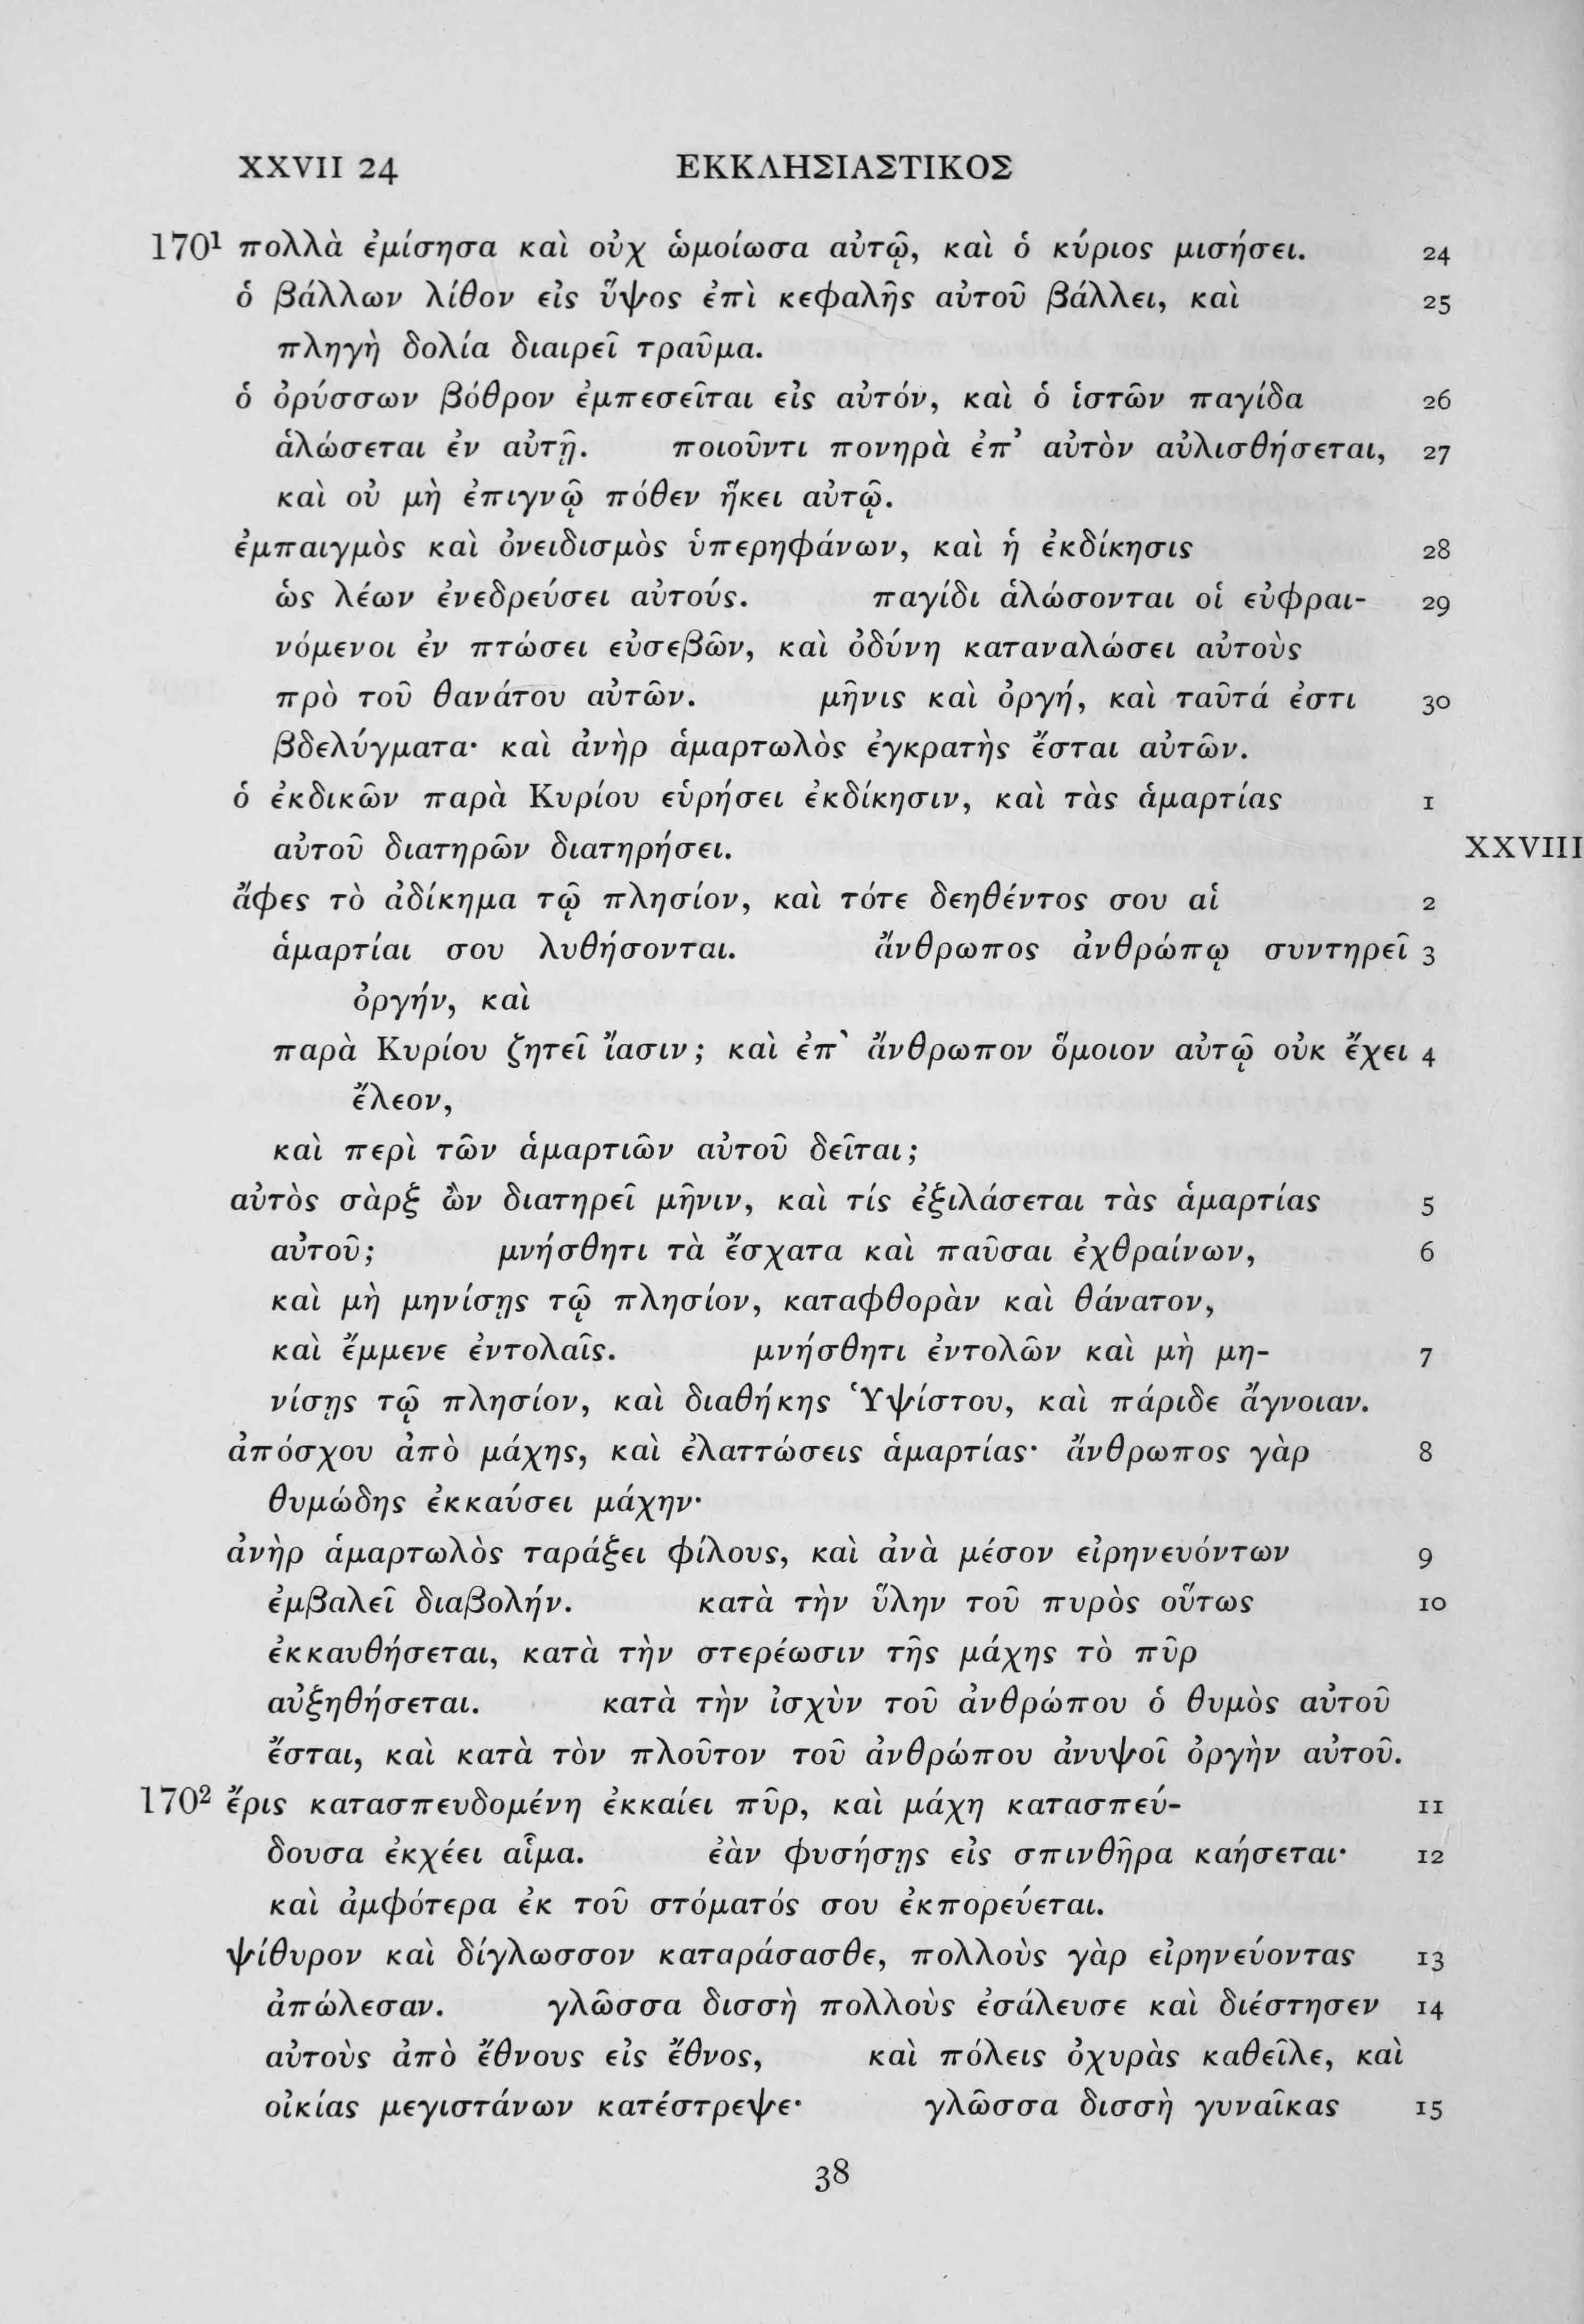 XXVII 24 ΕΚΚΛΗΣΙΑΣΤΙΚΟΣ
170¹ πολλὰ ἐμίσησα καὶ οὐχ ὡμοίωσα αὐτῷ, καὶ ὁ κύριος μισήσει. 24
ὁ βάλλων λίθον εἰς ὕψος ἐπὶ κεφαλῆς αὐτοῦ βάλλει, καὶ 25
πληγὴ δολία διαιρεῖ τραῦμα.
ὁ ὀρύσσων βόθρον ἐμπεσεῖται εἰς αὐτόν, καὶ ὁ ἱστῶν παγίδα 26
ἁλώσεται ἐν αὐτῇ. ποιοῦντι πονηρὰ ἐπ’ αὐτὸν αὐλισθήσεται, 27
καὶ οὐ μὴ ἐπιγνῷ πόθεν ἥκει αὐτῷ.
ἐμπαιγμὸς καὶ ὀνειδισμὸς ὑπερηφάνων, καὶ ἡ ἐκδίκησις 28
ὡς λέων ἐνεδρεύσει αὐτούς. παγίδι ἁλώσονται οἱ εὐφραι- 29
νόμενοι ἐν πτώσει εὐσεβῶν, καὶ ὀδύνη καταναλώσει αὐτοὺς
πρὸ τοῦ θανάτου αὐτῶν. μῆνις καὶ ὀργή, καὶ ταῦτά ἐστι 30
βδελύγματα· καὶ ἀνὴρ ἁμαρτωλὸς ἐγκρατὴς ἔσται αὐτῶν.
ὁ ἐκδικῶν παρὰ Κυρίου εὑρήσει ἐκδίκησιν, καὶ τὰς ἁμαρτίας 1
αὐτοῦ διατηρῶν διατηρήσει. XXVIII
ἄφες τὸ ἀδίκημα τῷ πλησίον, καὶ τότε δεηθέντος σου αἱ 2
ἁμαρτίαι σου λυθήσονται. ἄνθρωπος ἀνθρώπῳ συντηρεῖ 3
ὀργήν, καὶ
παρὰ Κυρίου ζητεῖ ἴασιν; καὶ ἐπ` ἄνθρωπον ὅμοιον αὐτῷ οὐκ ἔχει 4
ἔλεον,
καὶ περὶ τῶν ἁμαρτιῶν αὐτοῦ δεῖται;
αὐτὸς σὰρξ ὢν διατηρεῖ μῆνιν, καὶ τίς ἐξιλάσεται τὰς ἁμαρτίας 5
αὐτοῦ; μνήσθητι τὰ ἔσχατα καὶ παῦσαι ἐχθραίνων, 6
καὶ μὴ μηνίσῃς τῷ πλησίον, καταφθορὰν καὶ θάνατον,
καὶ ἔμμενε ἐντολαῖς. μνήσθητι ἐντολῶν καὶ μὴ μη- 7
νίσῃς τῷ πλησίον, καὶ διαθήκης Ὑψίστου, καὶ πάριδε ἄγνοιαν.
ἀπόσχου ἀπὸ μάχης, καὶ ἐλαττώσεις ἁμαρτίας· ἄνθρωπος γὰρ 8
θυμώδης ἐκκαύσει μάχην·
ἀνὴρ ἁμαρτωλὸς ταράξει φίλους, καὶ ἀνὰ μέσον εἰρηνευόντων 9
ἐμβαλεῖ διαβολήν. κατὰ τὴν ὕλην τοῦ πυρὸς οὕτως 10
ἐκκαυθήσεται, κατὰ τὴν στερέωσιν τῆς μάχης τὸ πῦρ
αὐξηθήσεται. κατὰ τὴν ἰσχὺν τοῦ ἀνθρώπου ὁ θυμὸς αὐτοῦ
ἔσται, καὶ κατὰ τὸν πλοῦτον τοῦ ἀνθρώπου ἀνυψοῖ ὀργὴν αὐτοῦ.
170² ἔρις κατασπευδομένη ἐκκαίει πῦρ, καὶ μάχη κατασπεύ- 11
δουσα ἐκχέει αἷμα. ἐὰν φυσήσῃς εἰς σπινθῆρα καήσεται· 12
καὶ ἀμφότερα ἐκ τοῦ στόματός σου ἐκπορεύεται.
ψίθυρον καὶ δίγλωσσον καταράσασθε, πολλοὺς γὰρ εἰρηνεύοντας 13
ἀπώλεσαν. γλῶσσα δισσὴ πολλοὺς ἐσάλευσε καὶ διέστησεν 14
αὐτοὺς ἀπὸ ἔθνους εἰς ἔθνος, καὶ πόλεις ὀχυρὰς καθεῖλε, καὶ
οἰκίας μεγιστάνων κατέστρεψε· γλῶσσα δισσὴ γυναῖκας 15
38